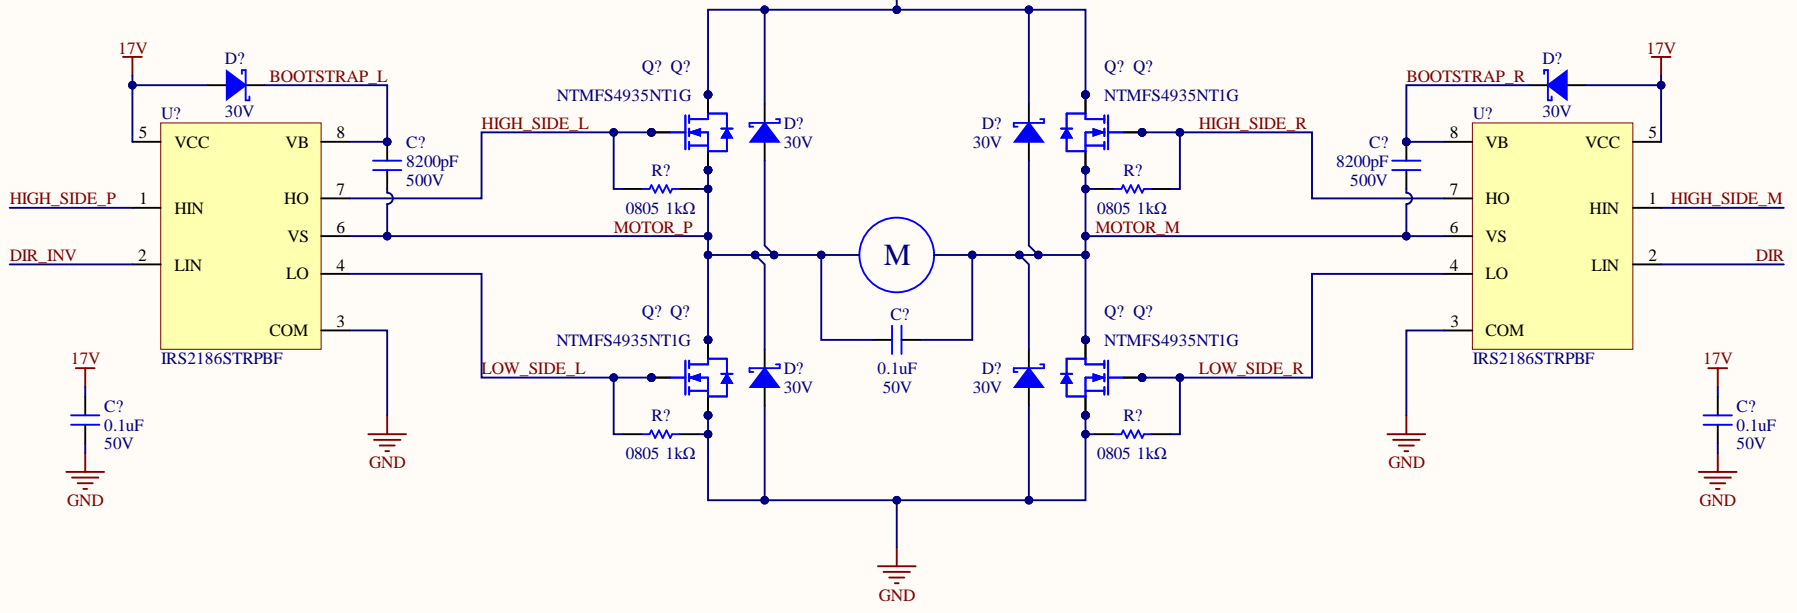 17V
D?
BOOTSTRAP_L
30V
U?
5
VCC
VB
8
C?
8200pF
500V
HIGH_SIDE_P
1
HIN
HO
7
VS
6
DIR_INV
2
LIN
LO
4
COM
3
IRS2186STRPBF
17V
C?
0.1uF
50V
GND
GND
Q? Q?
NTMFS4935NT1G
HIGH_SIDE_L
D?
30V
R?
0805 1kΩ
MOTOR_P
Q? Q?
NTMFS4935NT1G
LOW_SIDE_L
D?
30V
R?
0805 1kΩ
M
C?
0.1uF
50V
GND
Q? Q?
NTMFS4935NT1G
D?
30V
HIGH_SIDE_R
R?
0805 1kΩ
MOTOR_M
Q? Q?
NTMFS4935NT1G
D?
30V
LOW_SIDE_R
R?
0805 1kΩ
17V
D?
BOOTSTRAP_R
30V
U?
8
VB
VCC
5
C?
8200pF
500V
7
HO
HIN
1
HIGH_SIDE_M
6
VS
LIN
2
DIR
4
LO
3
COM
IRS2186STRPBF
GND
17V
C?
0.1uF
50V
GND